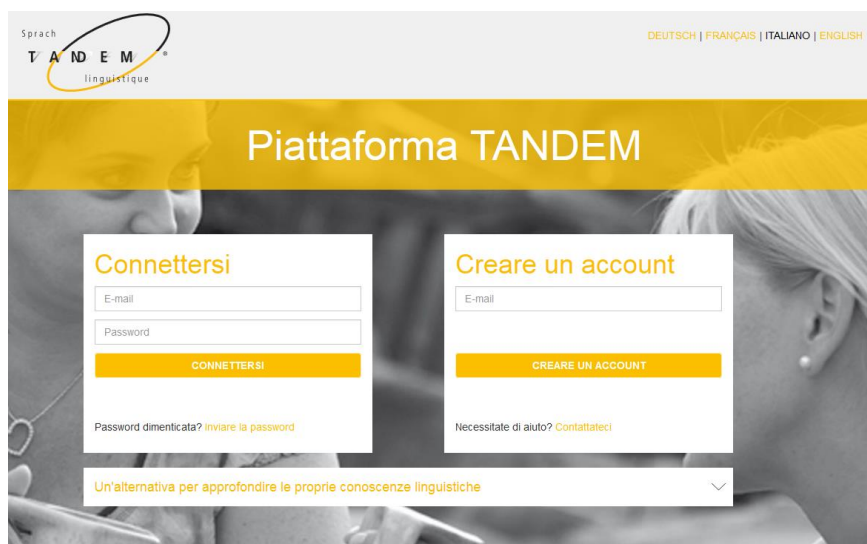 Sprach
TANDEM®
linguistique
DEUTSCH | FRANÇAIS | ITALIANO | ENGLISH
Piattaforma TANDEM
Connettersi
E-mail
Password
CONNETTERSI
Password dimenticata? Inviare la password
Creare un account
E-mail
CREARE UN ACCOUNT
Necessitate di aiuto? Contattateci
Un'alternativa per approfondire le proprie conoscenze linguistiche